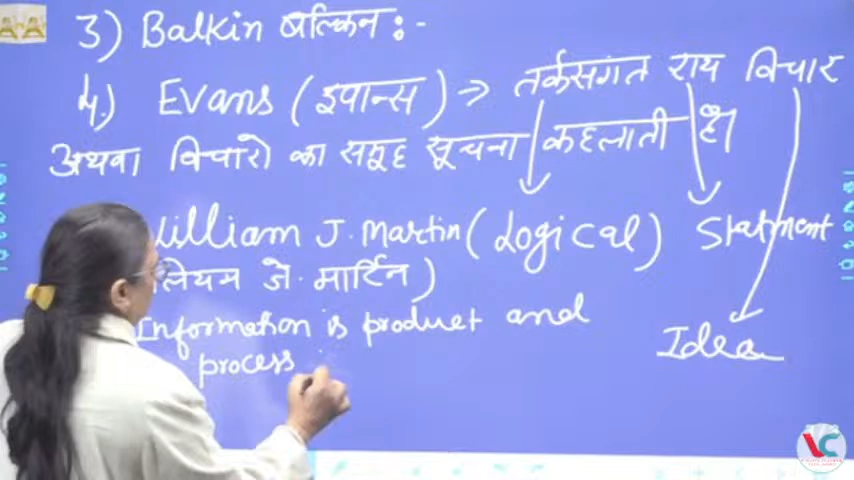 3) Balkin बल्किन :-
4.) Evans ( इवान्स ) => तर्कसंगत राय विचार
अथवा विचारो का समूह सूचना कहलाती है।
William J. Martin ( Logical ) Statment
लियम जे. मार्टिन )
Information is product and
process
Idea
VC